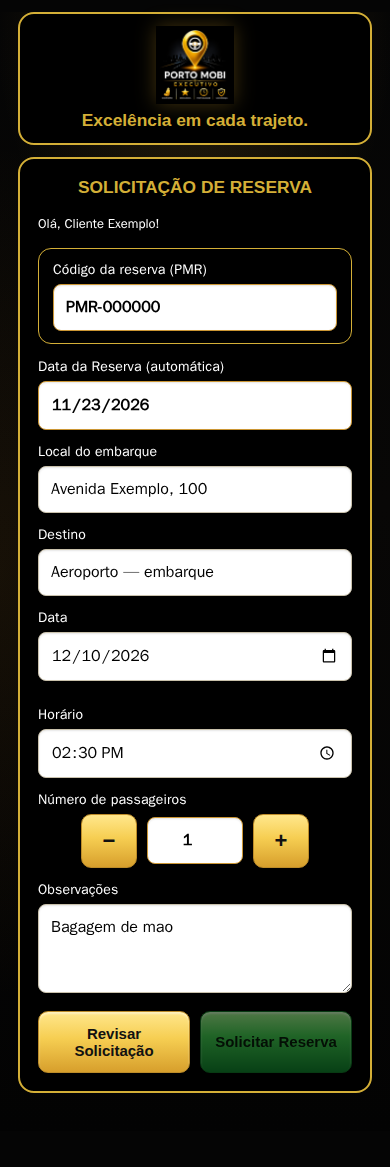 PORTO MOBI
EXECUTIVO
Excelência em cada trajeto.
SOLICITAÇÃO DE RESERVA
Olá, Cliente Exemplo!
Código da reserva (PMR)
PMR-000000
Data da Reserva (automática)
11/23/2026
Local do embarque
Avenida Exemplo, 100
Destino
Aeroporto — embarque
Data
12/10/2026
Horário
02:30 PM
Número de passageiros
− 1 +
Observações
Bagagem de mao
Revisar
Solicitação
Solicitar Reserva